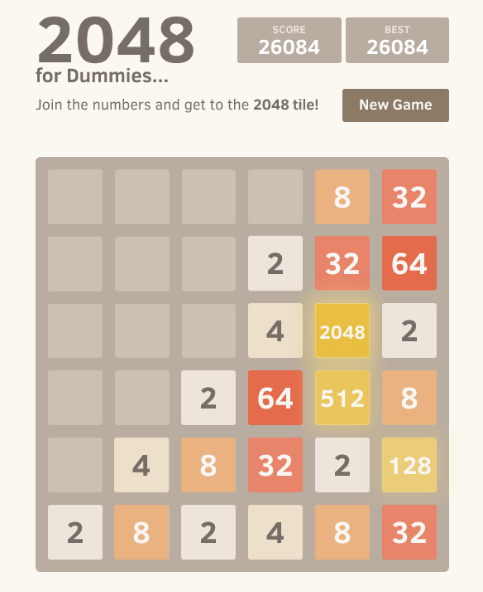 2048
SCORE
26084
BEST
26084
for Dummies...
Join the numbers and get to the 2048 tile!
New Game
8 32
2 32 64
4 2048 2
2 64 512 8
4 8 32 2 128
2 8 2 4 8 32